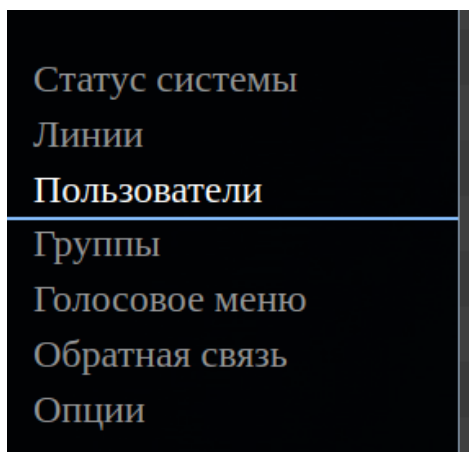 Статус системы
Линии
Пользователи
Группы
Голосовое меню
Обратная связь
Опции